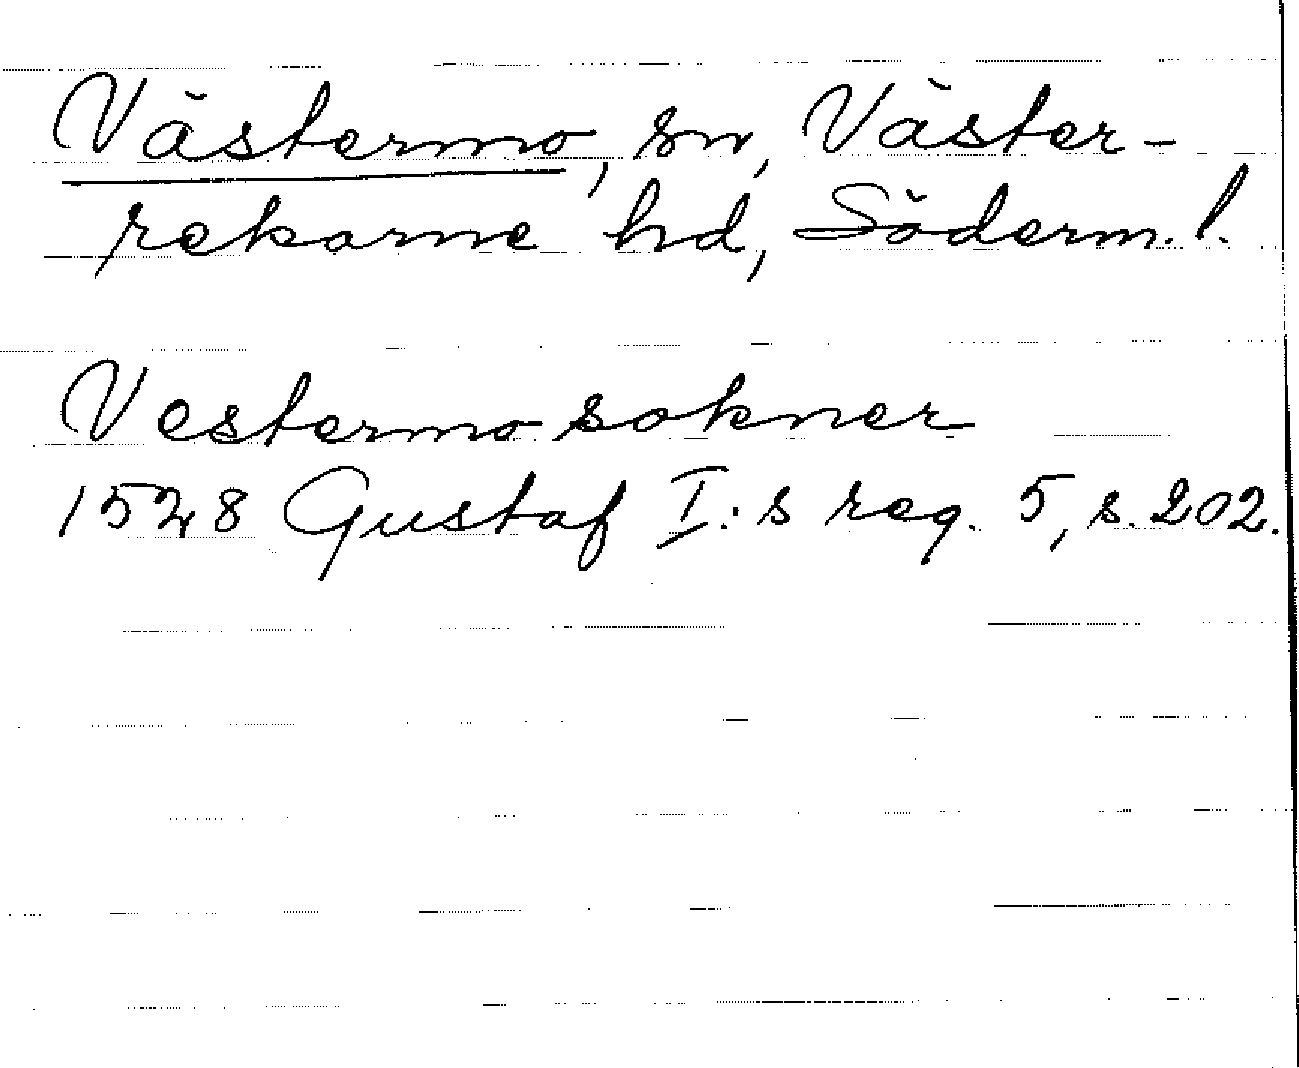 Västermo, sn, Väster-
rekarne hd, Söderm. l.
Vestermo sokner
1528 Gustaf I:s reg. 5, s. 202.